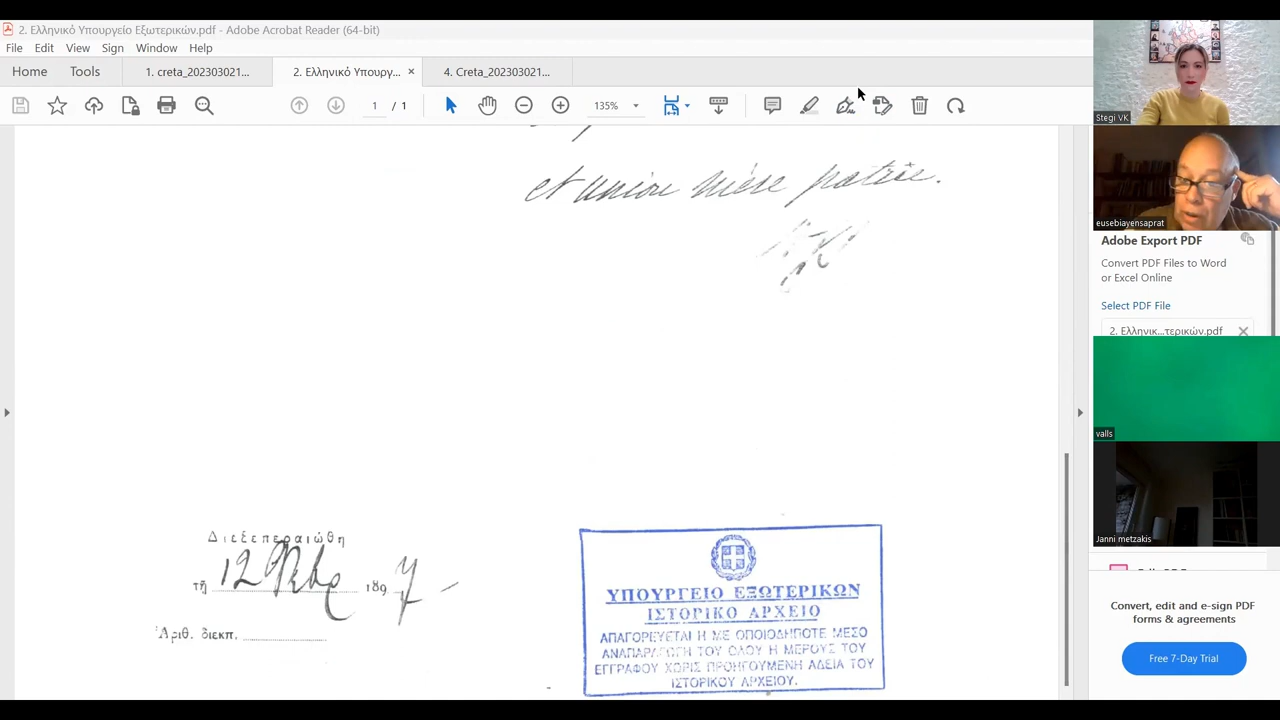 2. Ελληνικό Υπουργείο Εξωτερικών.pdf - Adobe Acrobat Reader (64-bit)
File Edit View Sign Window Help
Home Tools 1. creta_202303021... 2. Ελληνικό Υπουργ... × 4. Creta_202303021...
1 / 1 135%
et union mère patrie.
Διεξεπεραιώθη
τῇ 12 189 7
Ἀριθ. διεκπ.
ΥΠΟΥΡΓΕΙΟ ΕΞΩΤΕΡΙΚΩΝ
ΙΣΤΟΡΙΚΟ ΑΡΧΕΙΟ
ΑΠΑΓΟΡΕΥΕΤΑΙ Η ΜΕ ΟΠΟΙΟΔΗΠΟΤΕ ΜΕΣΟ
ΑΝΑΠΑΡΑΓΩΓΗ ΤΟΥ ΟΛΟΥ Η ΜΕΡΟΥΣ ΤΟΥ
ΕΓΓΡΑΦΟΥ ΧΩΡΙΣ ΠΡΟΗΓΟΥΜΕΝΗ ΑΔΕΙΑ ΤΟΥ
ΙΣΤΟΡΙΚΟΥ ΑΡΧΕΙΟΥ.
Stegi VK
eusebiayensaprat
Adobe Export PDF
Convert PDF Files to Word
or Excel Online
Select PDF File
2. Ελληνικ...τερικών.pdf
valls
Janni metzakis
Convert, edit and e-sign PDF
forms & agreements
Free 7-Day Trial